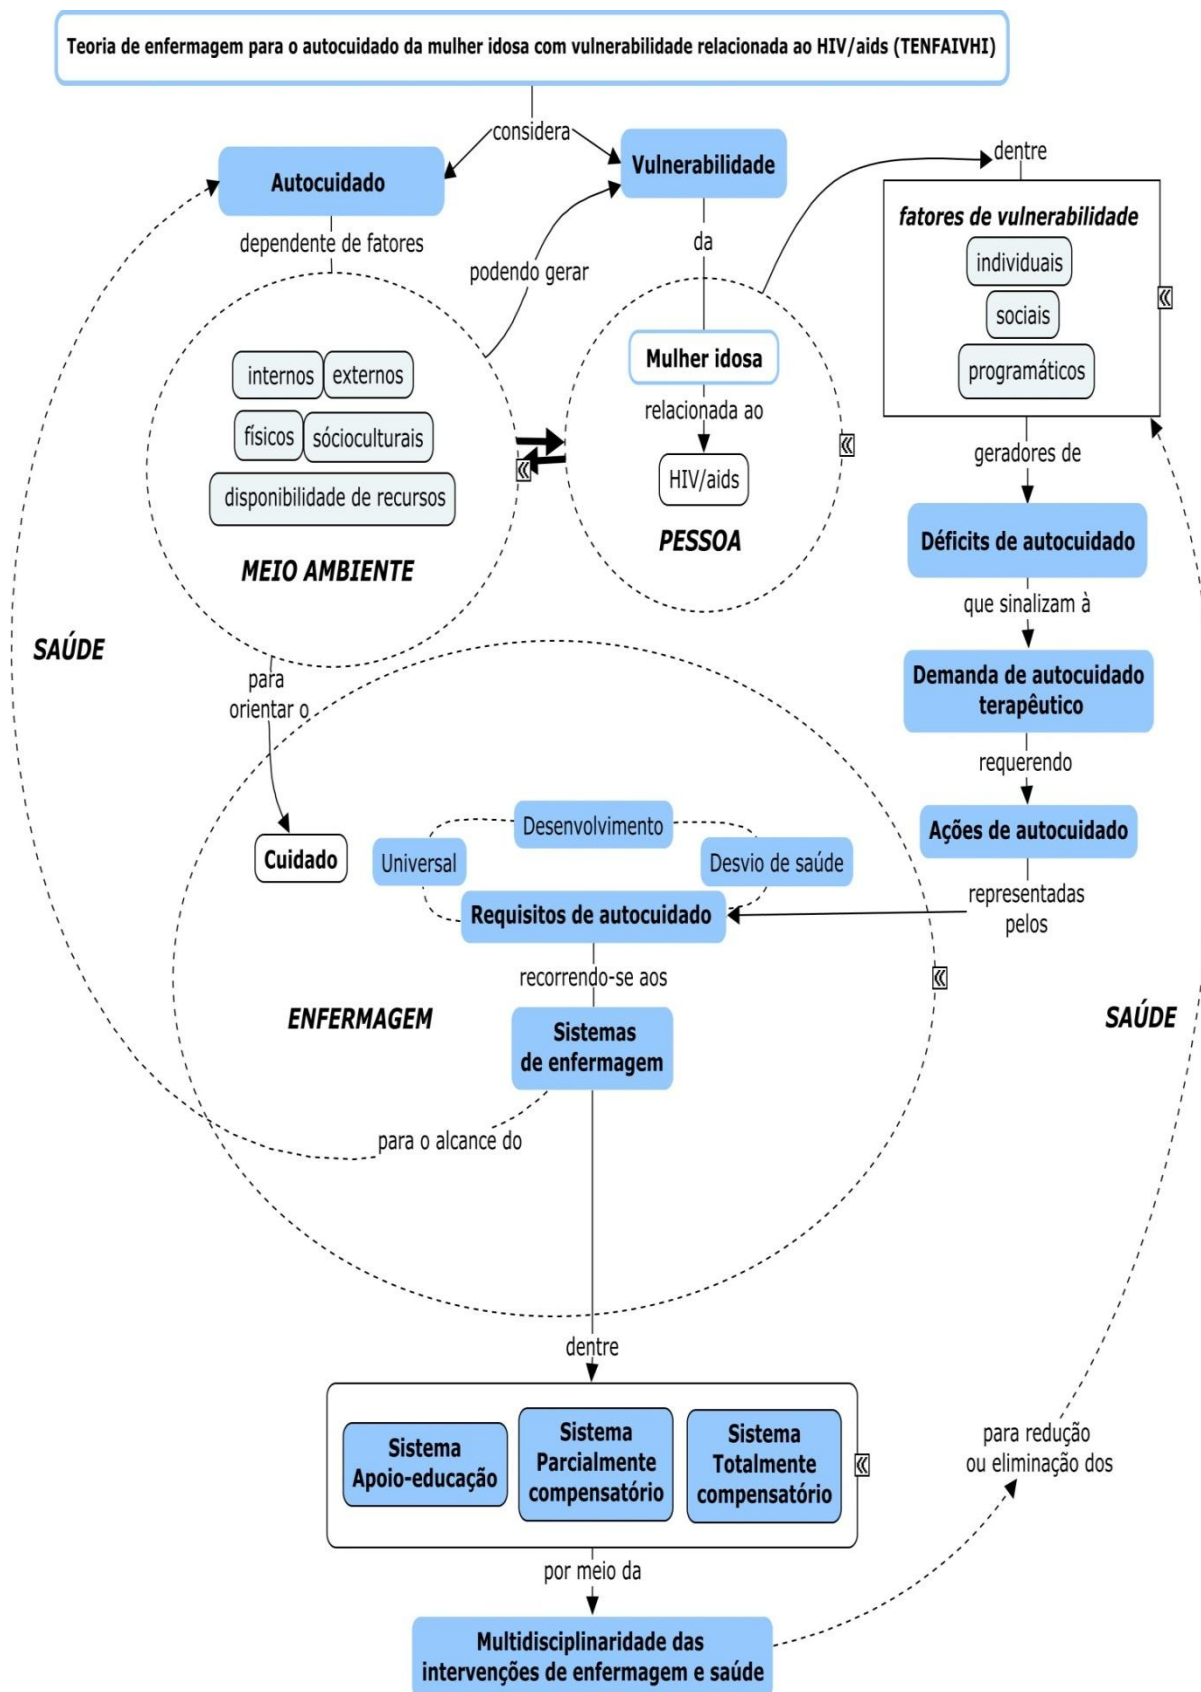 Teoria de enfermagem para o autocuidado da mulher idosa com vulnerabilidade relacionada ao HIV/aids (TENFAIVHI)
considera
Autocuidado
Vulnerabilidade
dentre
fatores de vulnerabilidade
individuais
sociais
programáticos
dependente de fatores
podendo gerar
da
internos
externos
físicos
sócioculturais
disponibilidade de recursos
MEIO AMBIENTE
Mulher idosa
relacionada ao
HIV/aids
PESSOA
geradores de
Déficits de autocuidado
que sinalizam à
Demanda de autocuidado
terapêutico
requerendo
Ações de autocuidado
representadas
pelos
SAÚDE
para
orientar o
Cuidado
Desenvolvimento
Universal
Desvio de saúde
Requisitos de autocuidado
recorrendo-se aos
ENFERMAGEM
Sistemas
de enfermagem
SAÚDE
para o alcance do
dentre
Sistema
Apoio-educação
Sistema
Parcialmente
compensatório
Sistema
Totalmente
compensatório
para redução
ou eliminação dos
por meio da
Multidisciplinaridade das
intervenções de enfermagem e saúde